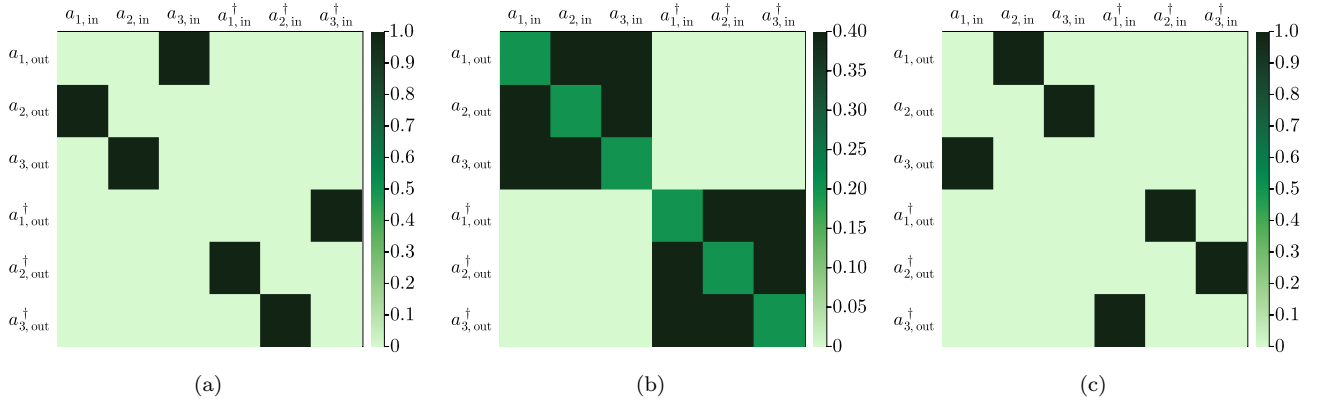 a₁, in a₂, in a₃, in a†₁, in a†₂, in a†₃, in
a₁, out
a₂, out
a₃, out
a†₁, out
a†₂, out
a†₃, out
1.0
0.9
0.8
0.7
0.6
0.5
0.4
0.3
0.2
0.1
0
(a)
a₁, in a₂, in a₃, in a†₁, in a†₂, in a†₃, in
a₁, out
a₂, out
a₃, out
a†₁, out
a†₂, out
a†₃, out
0.40
0.35
0.30
0.25
0.20
0.15
0.10
0.05
0
(b)
a₁, in a₂, in a₃, in a†₁, in a†₂, in a†₃, in
a₁, out
a₂, out
a₃, out
a†₁, out
a†₂, out
a†₃, out
1.0
0.9
0.8
0.7
0.6
0.5
0.4
0.3
0.2
0.1
0
(c)